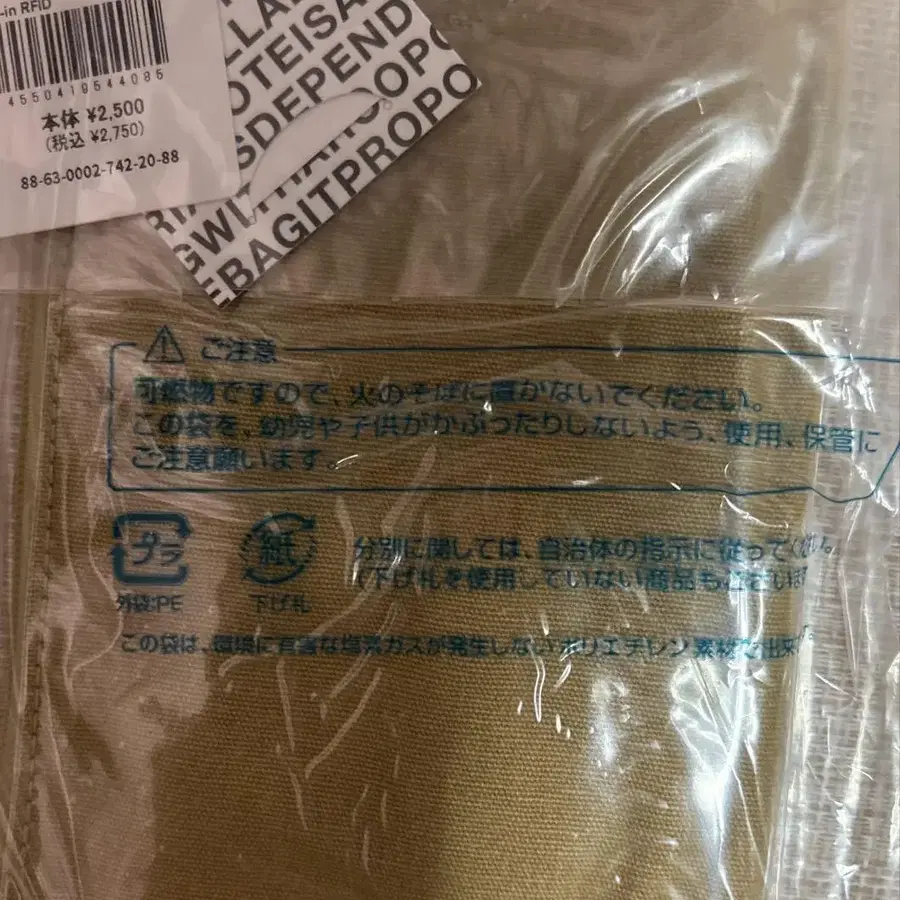 -in RFID
4550419544086
本体 ¥2,500
(税込 ¥2,750)
88-63-0002-742-20-88
OTEISA
SDEPEND
EBAGITPROPO
ご注意
可燃物ですので、火のそばに置かないでください。
この袋を、幼児や子供がかぶったりしないよう、使用、保管に
ご注意願います。
プラ
外袋:PE
紙
下げ札
分別に関しては、自治体の指示に従ってください。
(下げ札を使用していない商品もござい
この袋は、環境に有害な塩素ガスが発生しないポリエチレン素材で出来